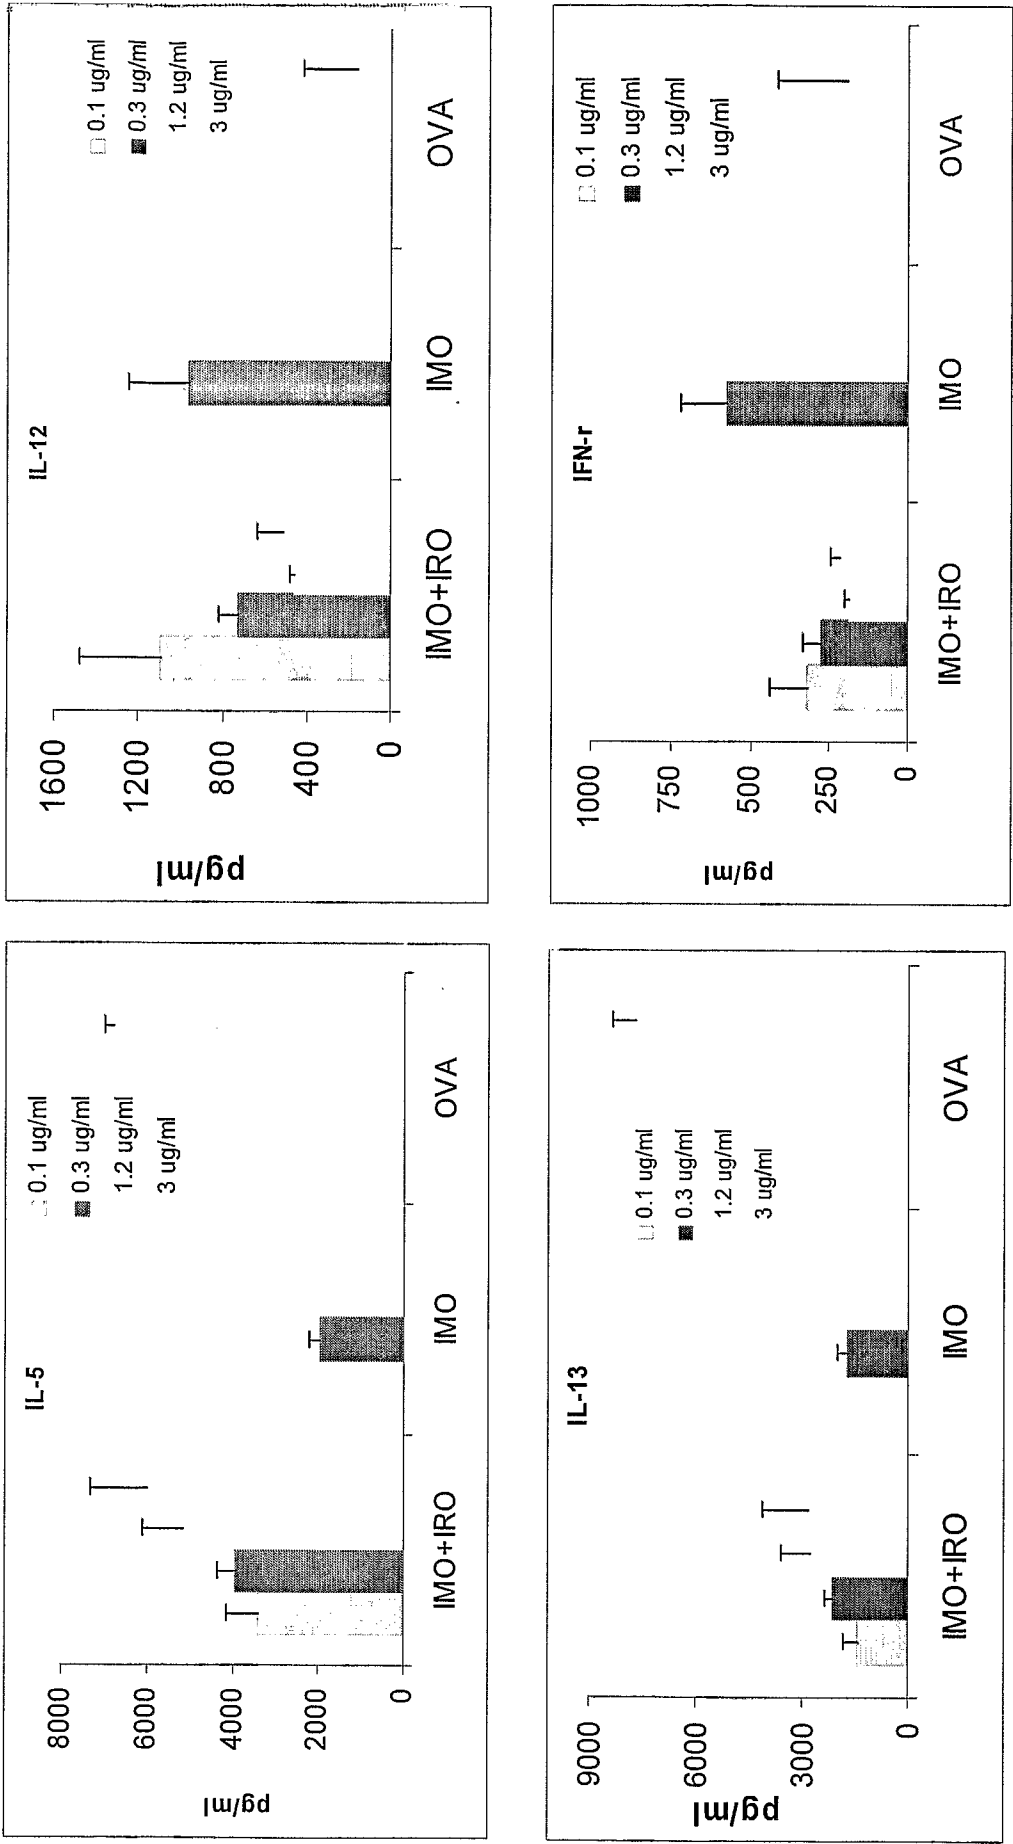 IL-5
8000
6000
4000
2000
0
pg/ml
0.1 ug/ml
0.3 ug/ml
1.2 ug/ml
3 ug/ml
IMO+IRO
IMO
OVA
IL-12
1600
1200
800
400
0
pg/ml
0.1 ug/ml
0.3 ug/ml
1.2 ug/ml
3 ug/ml
IMO+IRO
IMO
OVA
IL-13
9000
6000
3000
0
pg/ml
0.1 ug/ml
0.3 ug/ml
1.2 ug/ml
3 ug/ml
IMO+IRO
IMO
OVA
IFN-r
1000
750
500
250
0
pg/ml
0.1 ug/ml
0.3 ug/ml
1.2 ug/ml
3 ug/ml
IMO+IRO
IMO
OVA